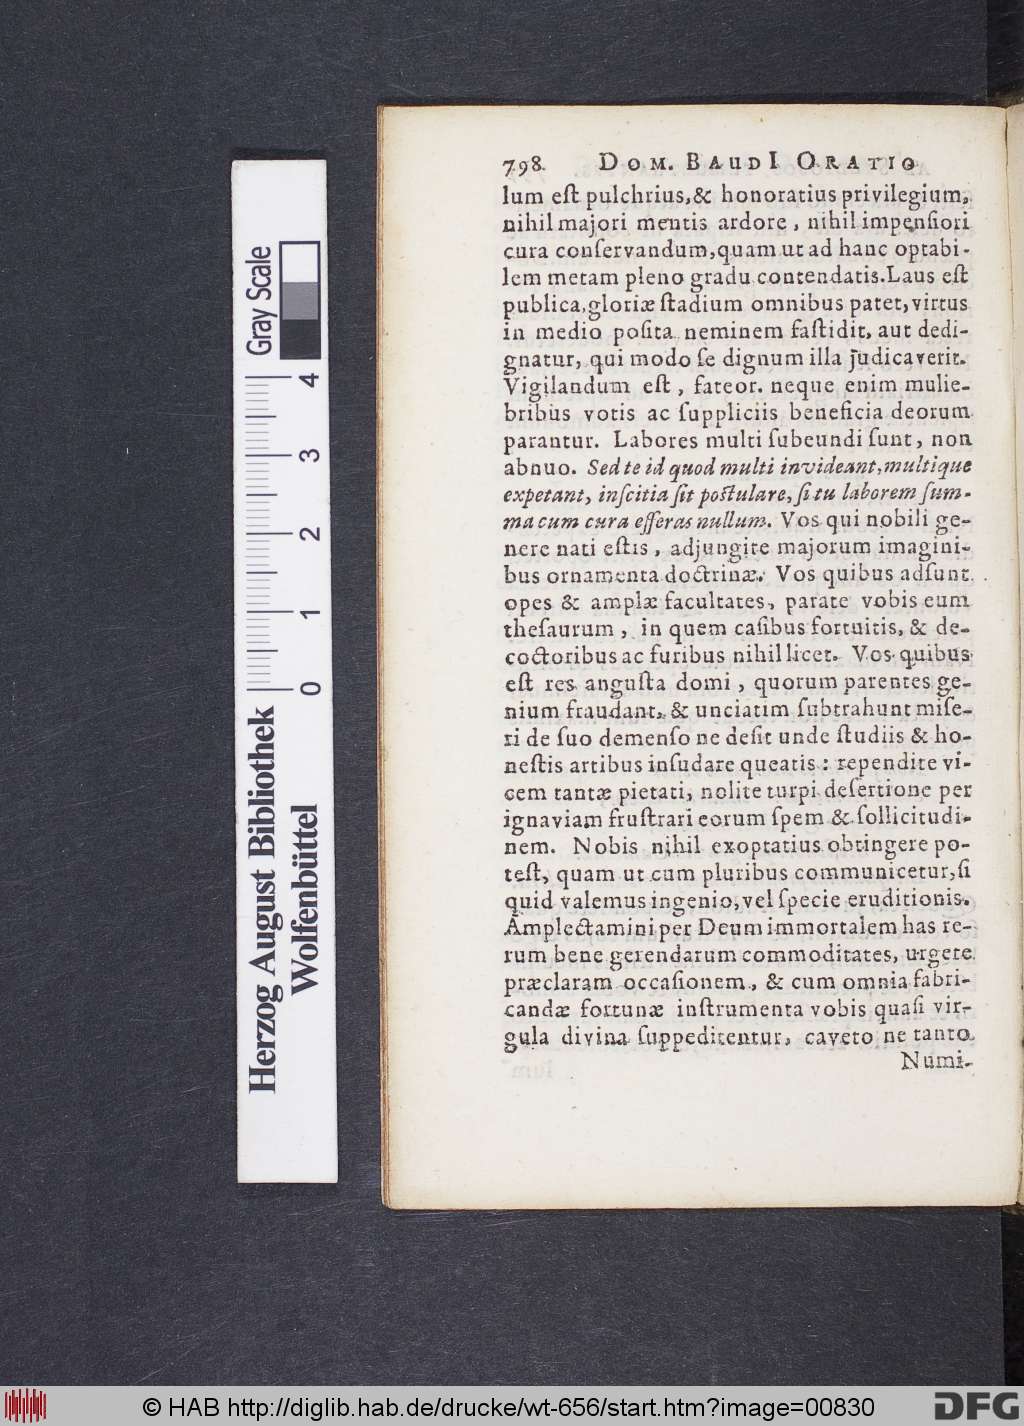 798. DOM. BAUDI ORATIO
lum eſt pulchrius, & honoratius privilegium,
nihil majori mentis ardore, nihil impenſiori
cura conſervandum, quam ut ad hanc optabi-
lem metam pleno gradu contendatis. Laus eſt
publica, gloriæ ſtadium omnibus patet, virtus
in medio poſita neminem faſtidit, aut dedi-
gnatur, qui modo ſe dignum illa judicaverit.
Vigilandum eſt, fateor. neque enim mulie-
bribus votis ac ſuppliciis beneficia deorum
parantur. Labores multi ſubeundi ſunt, non
abnuo. Sed te id quod multi invideant, multique
expetant, inſcitia ſit poſtulare, ſi tu laborem ſum-
ma cum cura efferas nullum. Vos qui nobili ge-
nere nati eſtis, adjungite majorum imagini-
bus ornamenta doctrinæ. Vos quibus adſunt
opes & amplæ facultates, parate vobis eum
theſaurum, in quem caſibus fortuitis, & de-
coctoribus ac furibus nihil licet. Vos quibus
eſt res anguſta domi, quorum parentes ge-
nium fraudant, & unciatim ſubtrahunt miſe-
ri de ſuo demenſo ne deſit unde ſtudiis & ho-
neſtis artibus inſudare queatis: rependite vi-
cem tantæ pietati, nolite turpi deſertione per
ignaviam fruſtrari eorum ſpem & ſollicitudi-
nem. Nobis nihil exoptatius obtingere po-
teſt, quam ut cum pluribus communicetur, ſi
quid valemus ingenio, vel ſpecie eruditionis.
Amplectamini per Deum immortalem has re-
rum bene gerendarum commoditates, urgete
præclaram occaſionem, & cum omnia fabri-
candæ fortunæ inſtrumenta vobis quaſi vir-
gula divina ſuppeditentur, caveto ne tanto
Numi-
Gray Scale
4
3
2
1
0
Herzog August Bibliothek
Wolfenbüttel
© HAB http://diglib.hab.de/drucke/wt-656/start.htm?image=00830
DFG